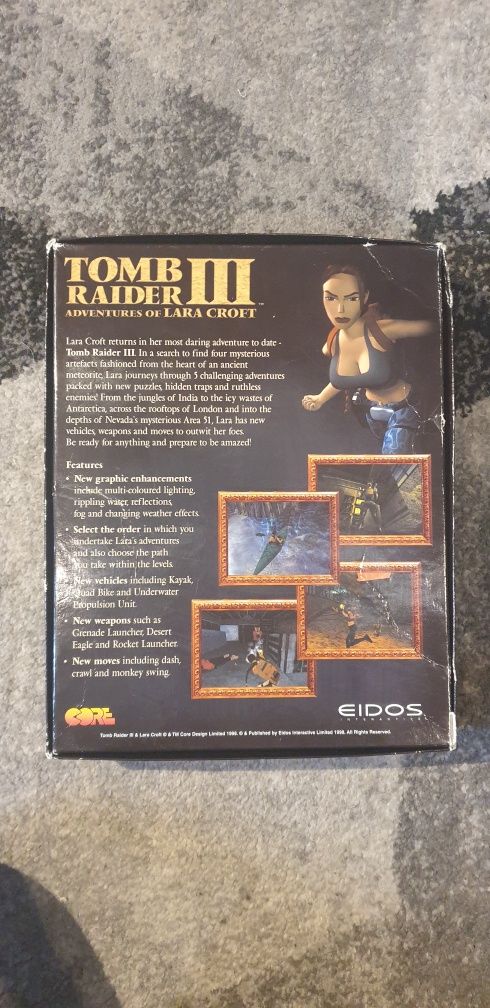 TOMB
RAIDER III
ADVENTURES OF LARA CROFT
Lara Croft returns in her most daring adventure to date -
Tomb Raider III. In a search to find four mysterious
artefacts fashioned from the heart of an ancient
meteorite, Lara journeys through 5 challenging adventures
packed with new puzzles, hidden traps and ruthless
enemies! From the jungles of India to the icy wastes of
Antarctica, across the rooftops of London and into the
depths of Nevada's mysterious Area 51, Lara has new
vehicles, weapons and moves to outwit her foes.
Be ready for anything and prepare to be amazed!
Features
• New graphic enhancements
include multi-coloured lighting,
rippling water, reflections,
fog and changing weather effects.
• Select the order in which you
undertake Lara's adventures
and also choose the path
you take within the levels.
• New vehicles including Kayak,
Quad Bike and Underwater
Propulsion Unit.
• New weapons such as
Grenade Launcher, Desert
Eagle and Rocket Launcher.
• New moves including dash,
crawl and monkey swing.
CORE
EIDOS
INTERACTIVE
Tomb Raider III & Lara Croft © & TM Core Design Limited 1998. © & Published by Eidos Interactive Limited 1998. All Rights Reserved.